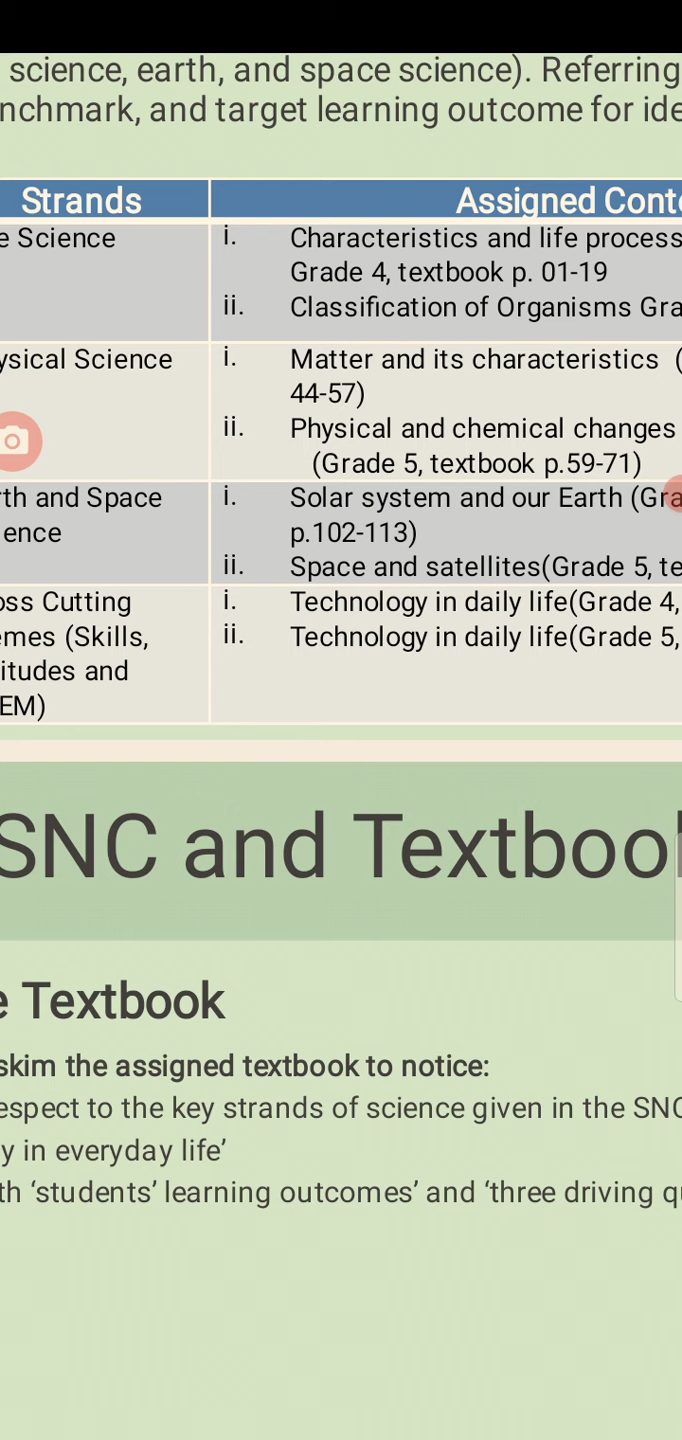 science, earth, and space science). Referring
nchmark, and target learning outcome for ide
Strands Assigned Conte
e Science
i. Characteristics and life process
Grade 4, textbook p. 01-19
ii. Classification of Organisms Gra
ysical Science
i. Matter and its characteristics (
44-57)
ii. Physical and chemical changes
(Grade 5, textbook p.59-71)
rth and Space
ence
i. Solar system and our Earth (Gra
p.102-113)
ii. Space and satellites(Grade 5, te
oss Cutting
emes (Skills,
itudes and
EM)
i. Technology in daily life(Grade 4,
ii. Technology in daily life(Grade 5,
SNC and Textboo
e Textbook
skim the assigned textbook to notice:
espect to the key strands of science given in the SNC
y in everyday life’
th ‘students’ learning outcomes’ and ‘three driving qu